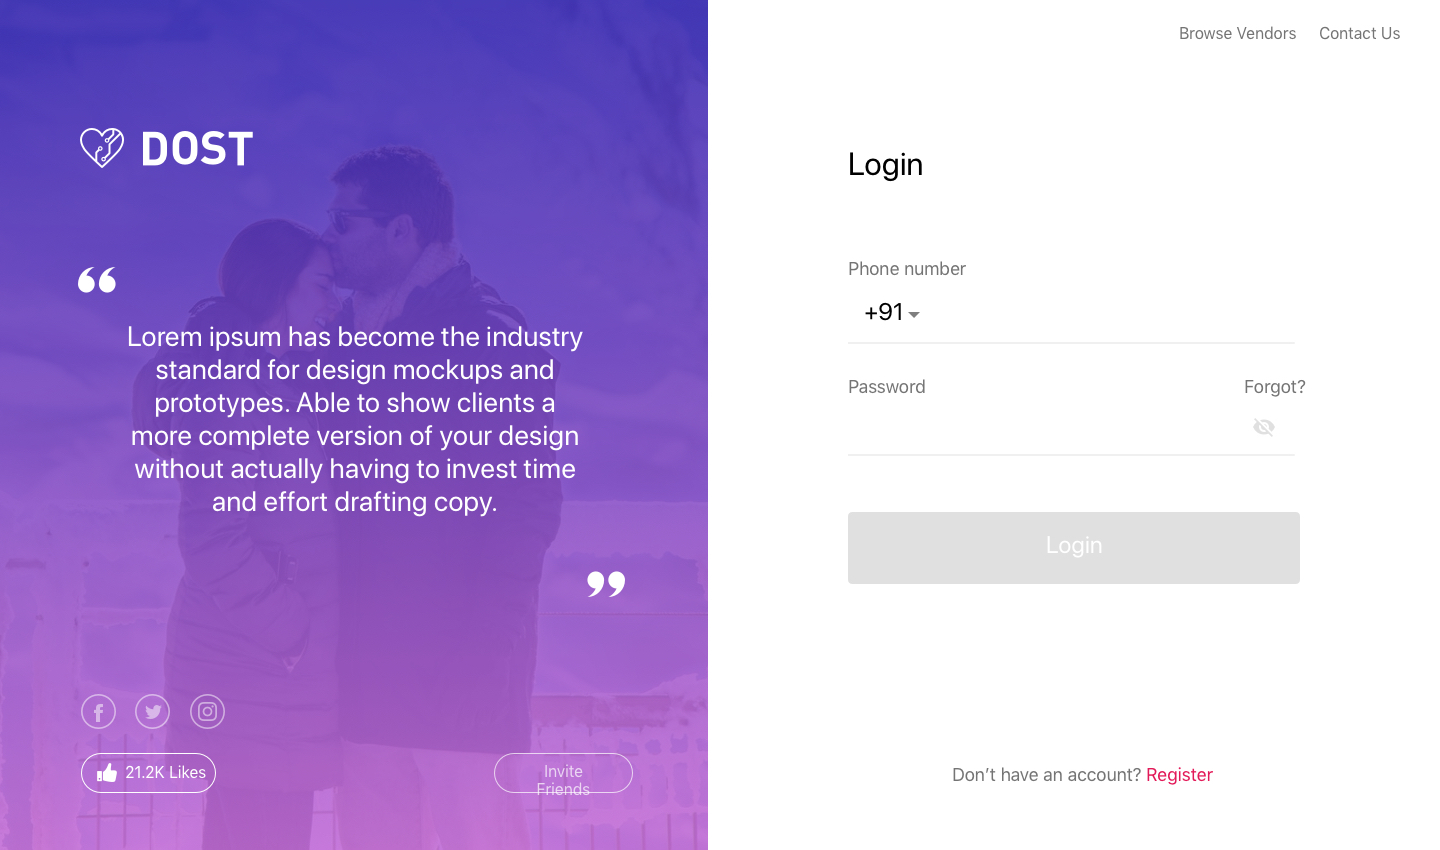 Browse Vendors Contact Us
DOST
Login
“
Lorem ipsum has become the industry
standard for design mockups and
prototypes. Able to show clients a
more complete version of your design
without actually having to invest time
and effort drafting copy.
”
Phone number
+91
Password Forgot?
Login
21.2K Likes
Invite
Friends
Don’t have an account? Register